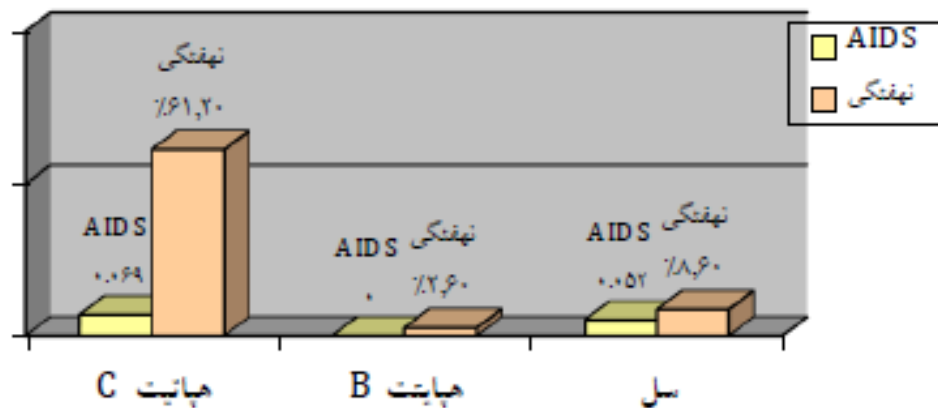 نهفتگی
٪۶۱,۲۰
AIDS
۰.۰۶۹
AIDS
۰
نهفتگی
٪۲,۶۰
AIDS
۰.۰۵۲
نهفتگی
٪۸,۶۰
هپاتیت C
هپایتت B
سل
AIDS
نهفتگی